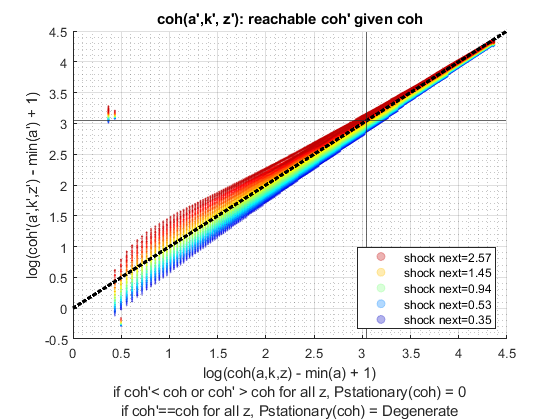 coh(a',k', z'): reachable coh' given coh
log(coh'(a',k',z') - min(a') + 1)
4.5
4
3.5
3
2.5
2
1.5
1
0.5
0
-0.5
shock next=2.57
shock next=1.45
shock next=0.94
shock next=0.53
shock next=0.35
0 0.5 1 1.5 2 2.5 3 3.5 4 4.5
log(coh(a,k,z) - min(a) + 1)
if coh'< coh or coh' > coh for all z, Pstationary(coh) = 0
if coh'==coh for all z, Pstationary(coh) = Degenerate